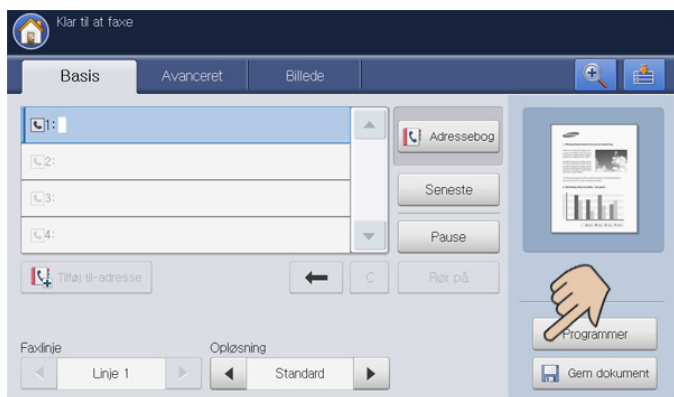 Klar til at faxe
Basis
Avanceret
Billede
1:
Adressebog
2:
Seneste
3:
4:
Pause
Tilføj til-adresse
C
Rør på
Faxlinje
Opløsning
Linje 1
Standard
Programmer
Gem dokument